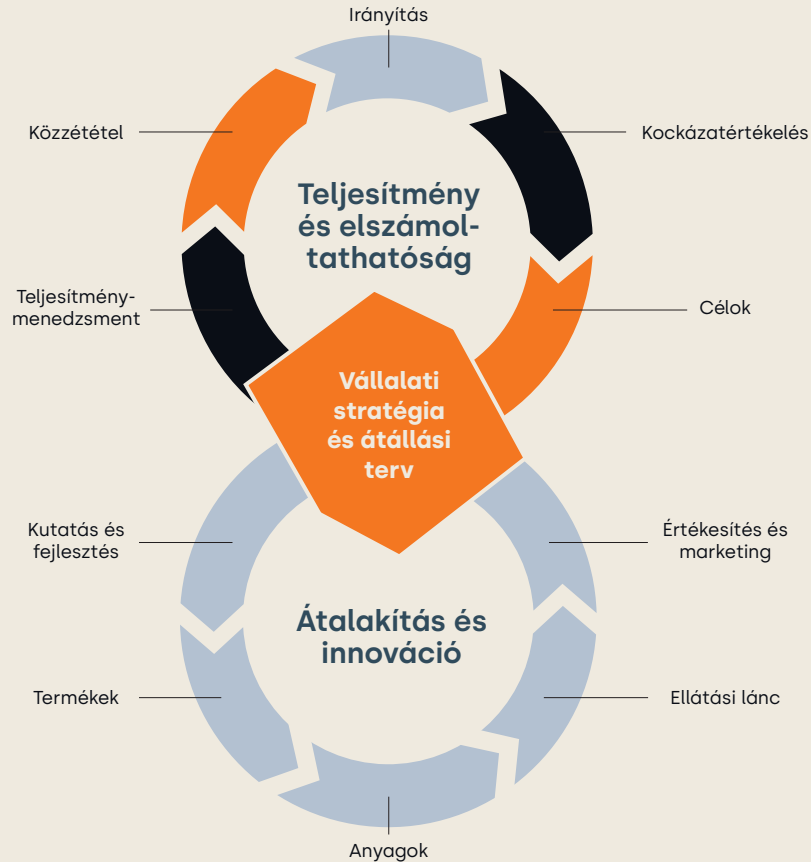 Irányítás
Közzététel
Kockázatértékelés
Teljesítmény
és elszámol-
tathatóság
Teljesítmény-
menedzsment
Célok
Vállalati
stratégia
és átállási
terv
Kutatás és
fejlesztés
Értékesítés és
marketing
Átalakítás és
innováció
Termékek
Ellátási lánc
Anyagok